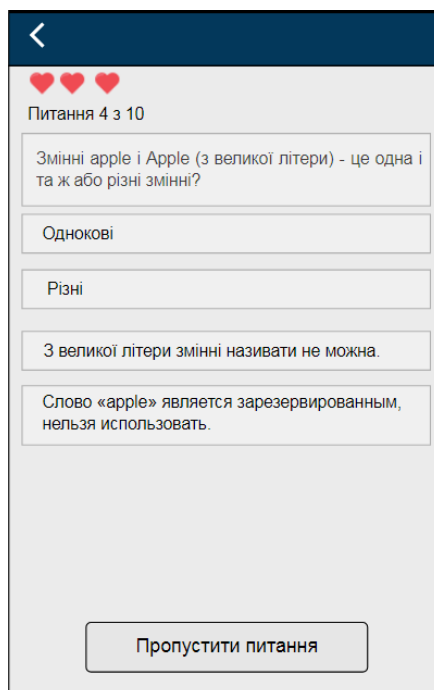 Питання 4 з 10
Змінні apple і Apple (з великої літери) - це одна і
та ж або різні змінні?
Однокові
Різні
З великої літери змінні називати не можна.
Слово «apple» является зарезервированным,
нельзя использовать.
Пропустити питання